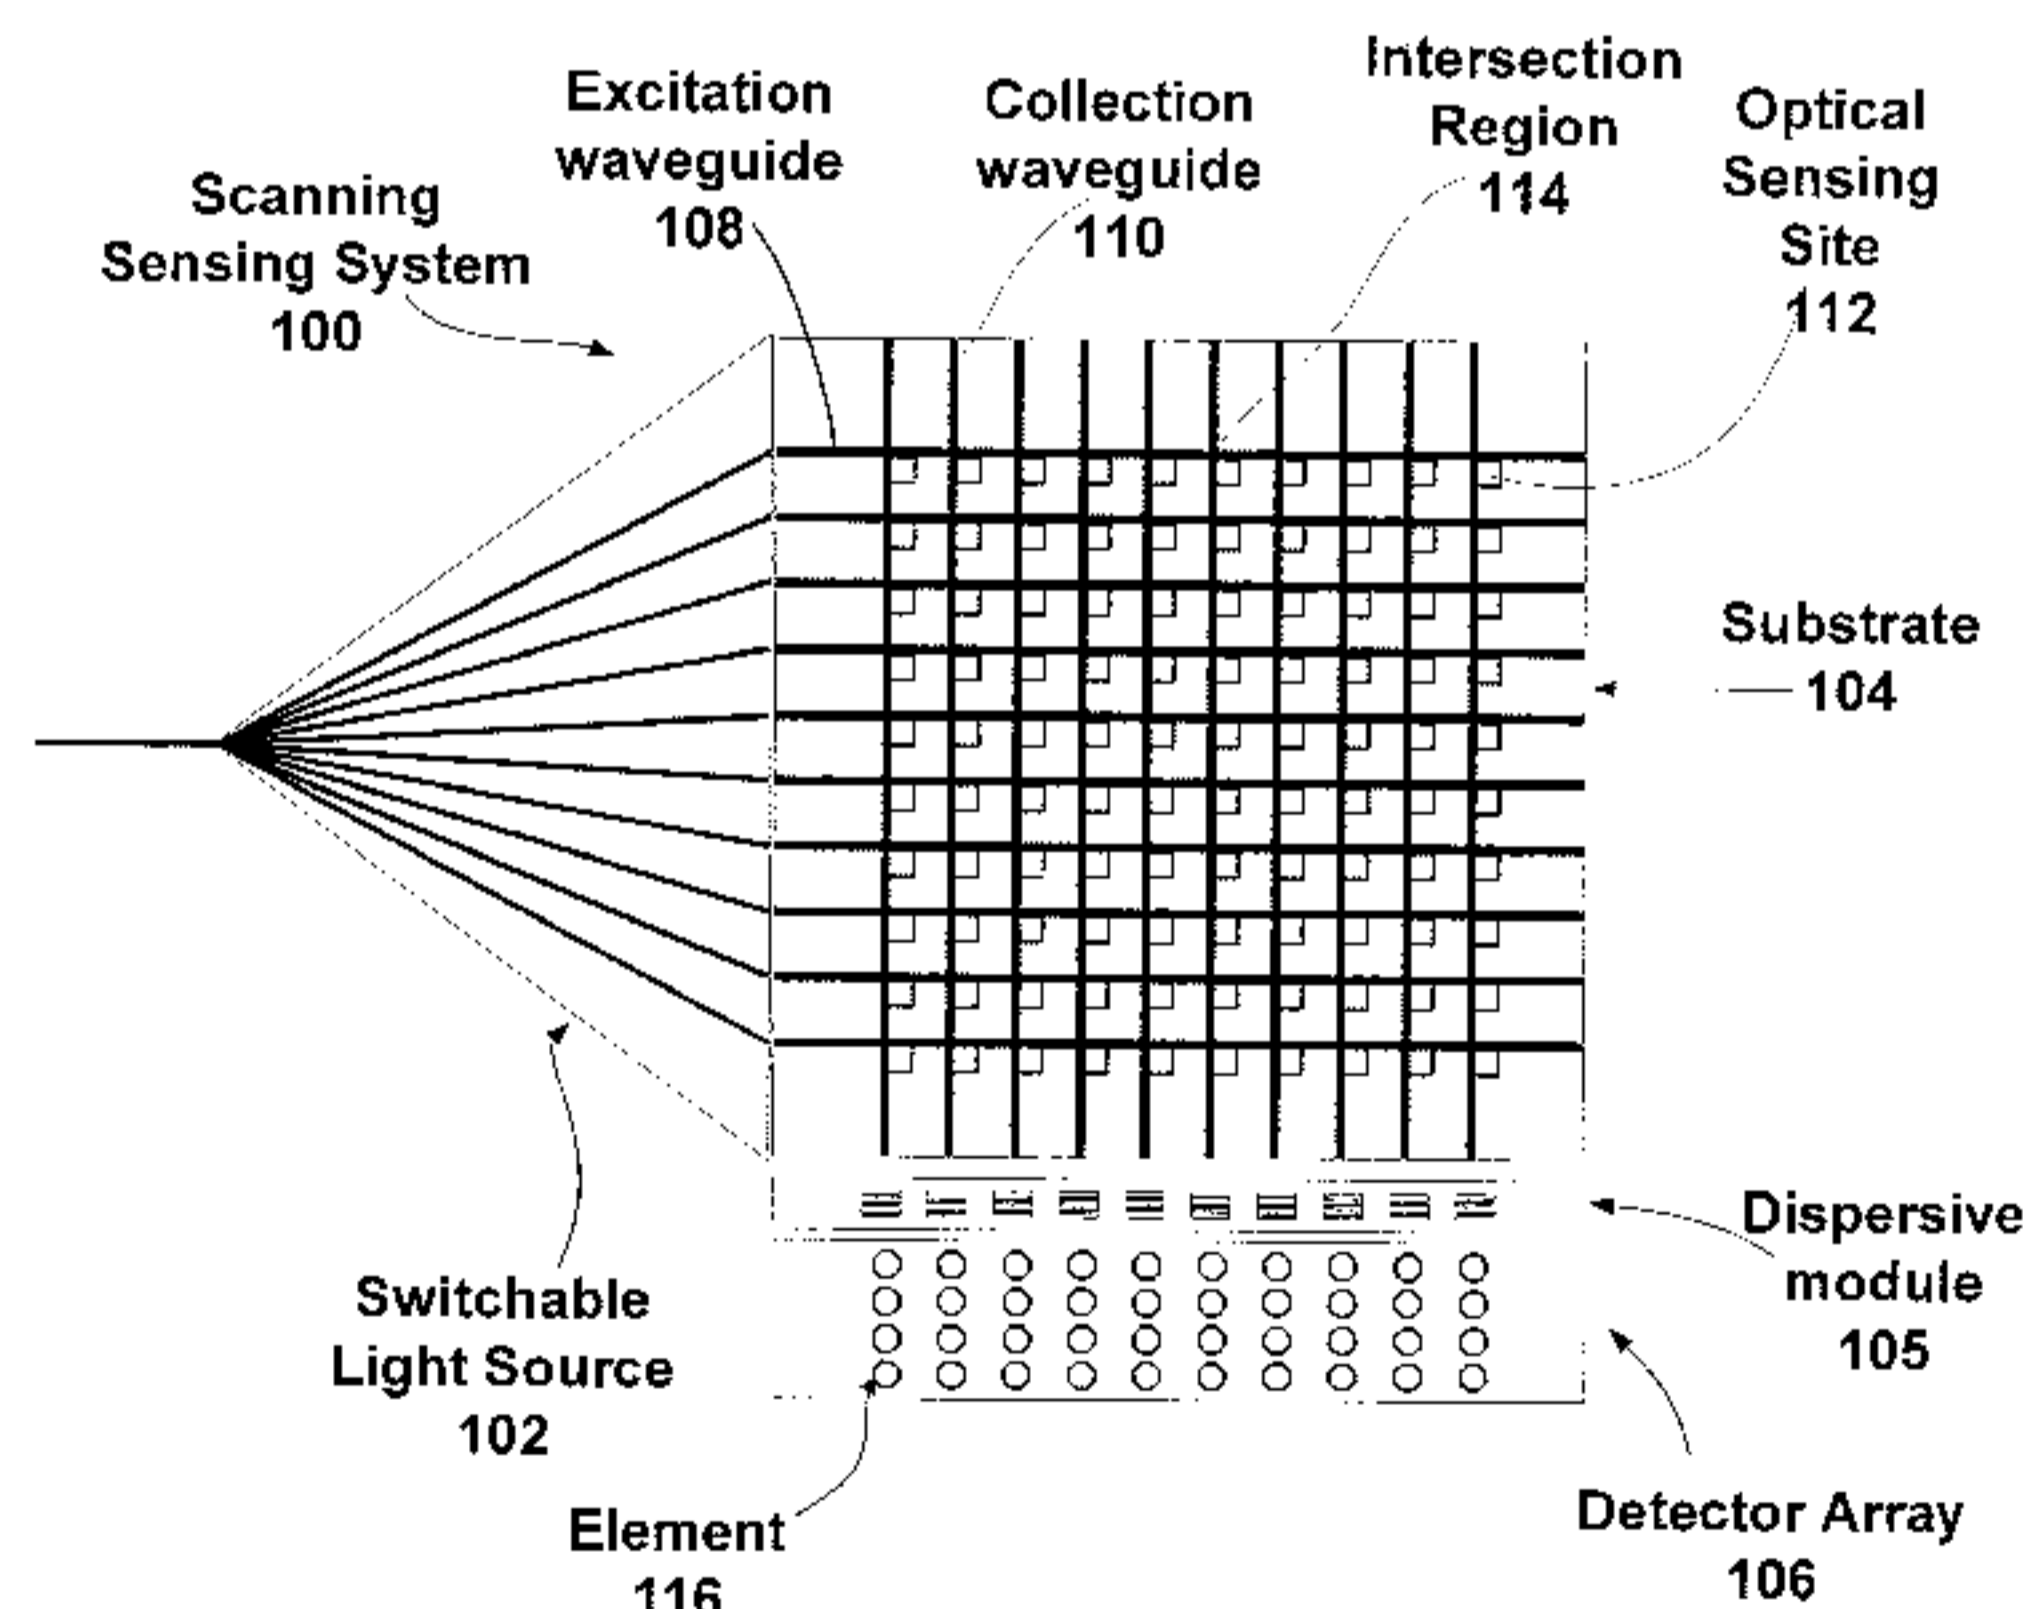 Scanning
Sensing System
100
Excitation
waveguide
108
Collection
waveguide
110
Intersection
Region
114
Optical
Sensing
Site
112
Substrate
104
Dispersive
module
105
Switchable
Light Source
102
Element
116
Detector Array
106